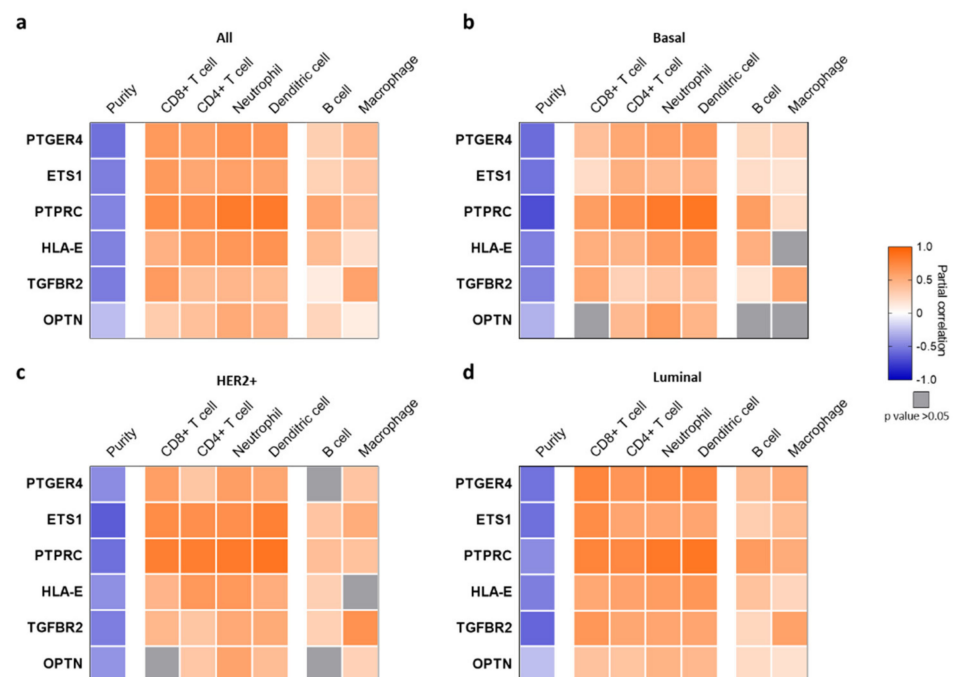 a
All
Purity
CD8+ T cell
CD4+ T cell
Neutrophil
Denditric cell
B cell
Macrophage
PTGER4
ETS1
PTPRC
HLA-E
TGFBR2
OPTN
b
Basal
Purity
CD8+ T cell
CD4+ T cell
Neutrophil
Denditric cell
B cell
Macrophage
PTGER4
ETS1
PTPRC
HLA-E
TGFBR2
OPTN
1.0
0.5
0
-0.5
-1.0
Partial correlation
p value >0.05
c
HER2+
Purity
CD8+ T cell
CD4+ T cell
Neutrophil
Denditric cell
B cell
Macrophage
PTGER4
ETS1
PTPRC
HLA-E
TGFBR2
OPTN
d
Luminal
Purity
CD8+ T cell
CD4+ T cell
Neutrophil
Denditric cell
B cell
Macrophage
PTGER4
ETS1
PTPRC
HLA-E
TGFBR2
OPTN